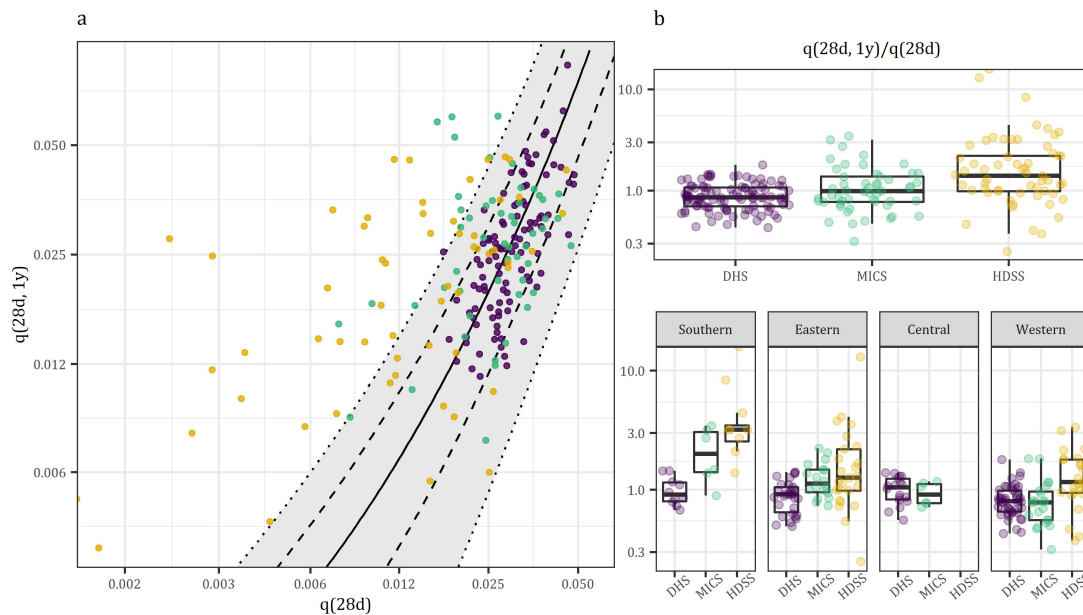 a
q(28d, 1y)
0.050
0.025
0.012
0.006
0.002
0.003
0.006
0.012
0.025
0.050
q(28d)
b
q(28d, 1y)/q(28d)
10.0
3.0
1.0
0.3
DHS
MICS
HDSS
Southern
Eastern
Central
Western
10.0
3.0
1.0
0.3
DHS
MICS
HDSS
DHS
MICS
HDSS
DHS
MICS
HDSS
DHS
MICS
HDSS